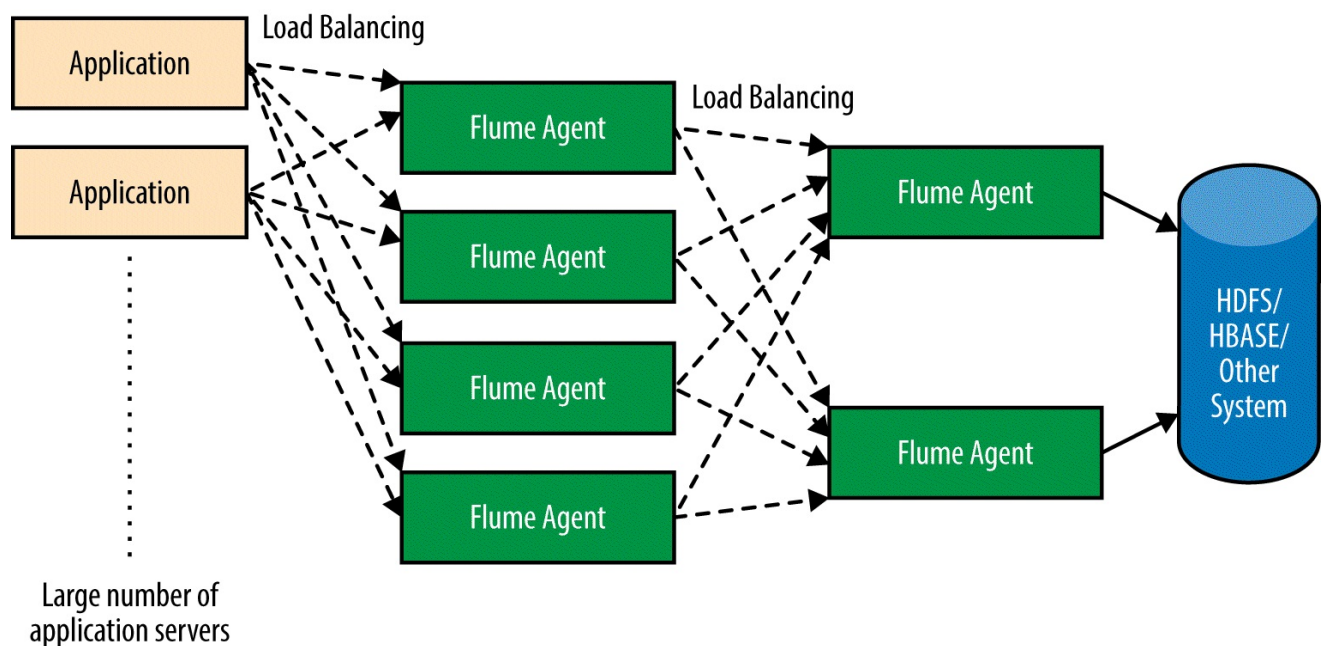 Load Balancing
Application
Application
Load Balancing
Flume Agent
Flume Agent
Flume Agent
Flume Agent
Flume Agent
Flume Agent
HDFS/
HBASE/
Other
System
Large number of
application servers